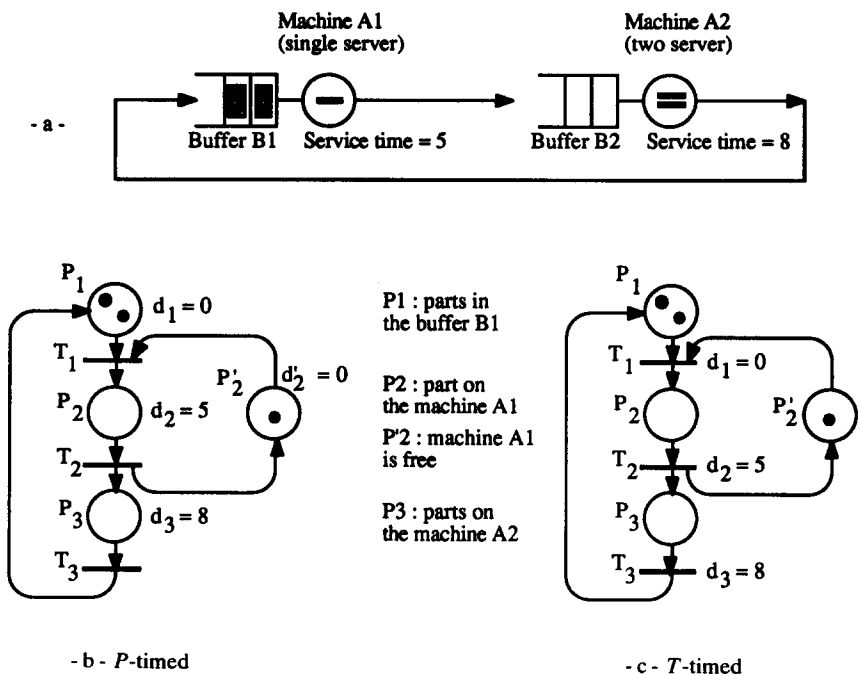 Machine A1
(single server)
Machine A2
(two server)
- a -
Buffer B1
Service time = 5
Buffer B2
Service time = 8
P1
d1 = 0
T1
P2
d2 = 5
P'2
d'2 = 0
T2
P3
d3 = 8
T3
P1 : parts in
the buffer B1
P2 : part on
the machine A1
P'2 : machine A1
is free
P3 : parts on
the machine A2
P1
T1
d1 = 0
P2
P'2
T2
d2 = 5
P3
T3
d3 = 8
- b - P-timed
- c - T-timed